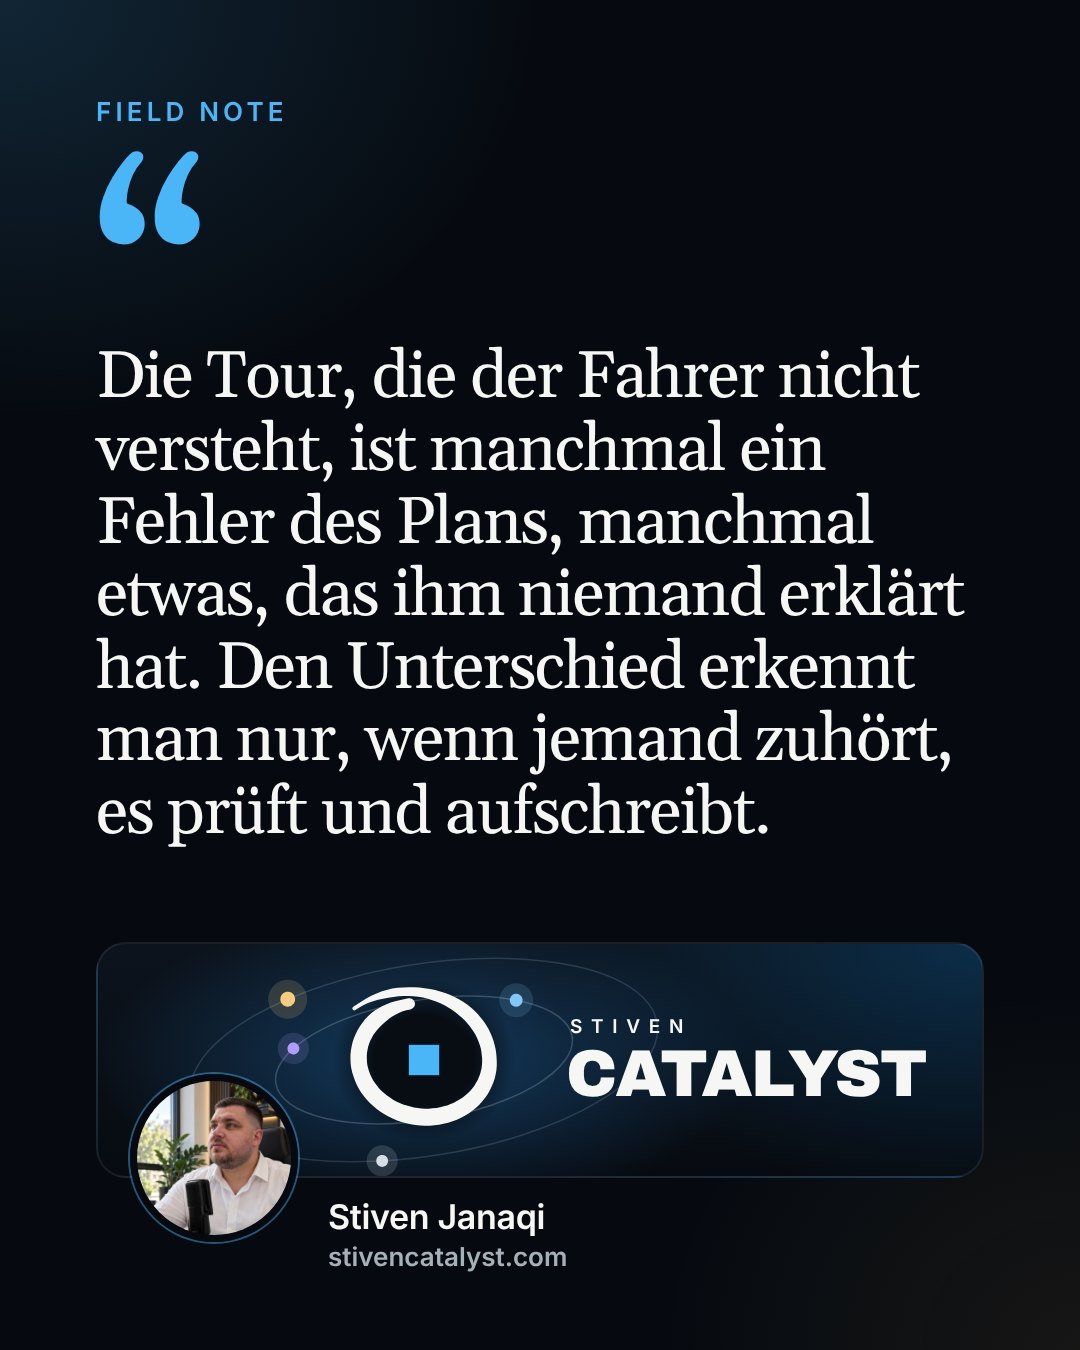 FIELD NOTE
“
Die Tour, die der Fahrer nicht
versteht, ist manchmal ein
Fehler des Plans, manchmal
etwas, das ihm niemand erklärt
hat. Den Unterschied erkennt
man nur, wenn jemand zuhört,
es prüft und aufschreibt.
STIVEN
CATALYST
Stiven Janaqi
stivencatalyst.com